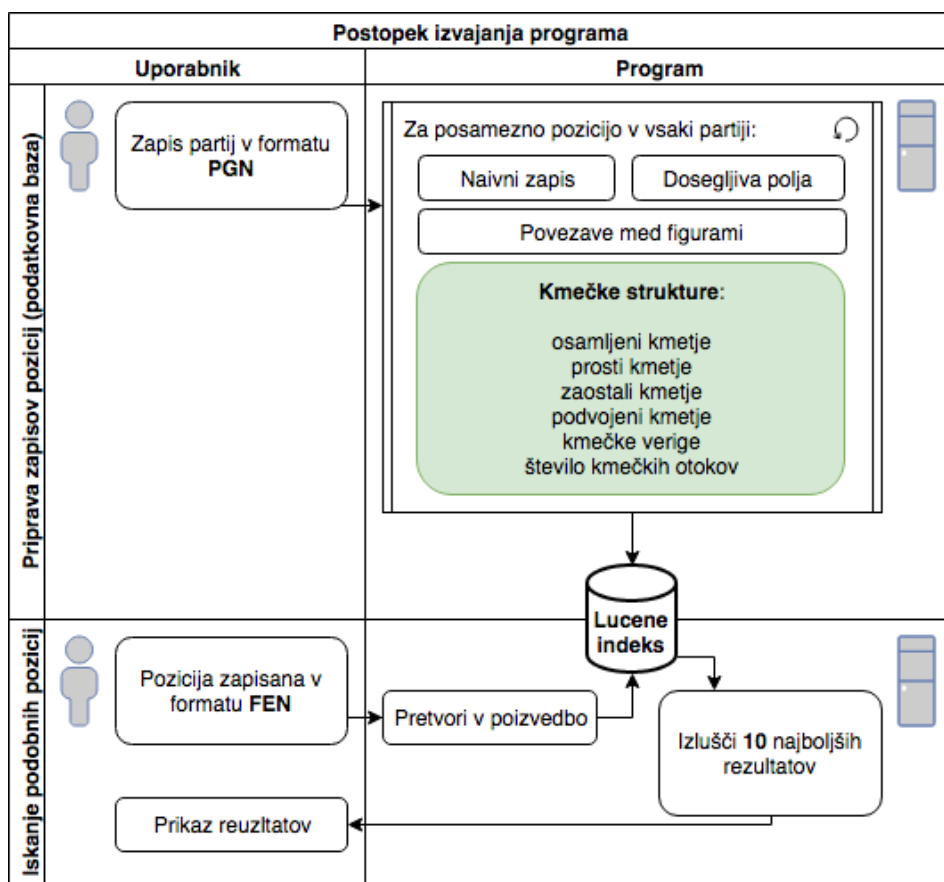 Postopek izvajanja programa
Uporabnik
Program
Priprava zapisov pozicij (podatkovna baza)
Zapis partij v formatu
PGN
Za posamezno pozicijo v vsaki partiji:
Naivni zapis
Dosegljiva polja
Povezave med figurami
Kmečke strukture:
osamljeni kmetje
prosti kmetje
zaostali kmetje
podvojeni kmetje
kmečke verige
število kmečkih otokov
Lucene
indeks
Iskanje podobnih pozicij
Pozicija zapisana v
formatu FEN
Pretvori v poizvedbo
Izlušči 10 najboljših
rezultatov
Prikaz reuzltatov